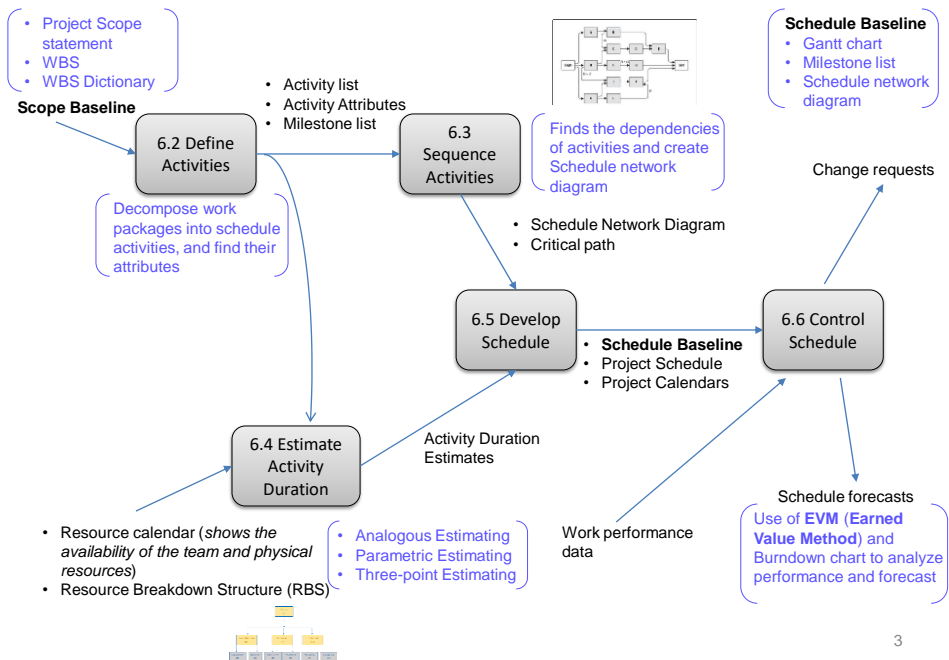 • Project Scope
statement
• WBS
• WBS Dictionary
Scope Baseline
• Activity list
• Activity Attributes
• Milestone list
Schedule Baseline
• Gantt chart
• Milestone list
• Schedule network
diagram
6.2 Define
Activities
6.3
Sequence
Activities
Finds the dependencies
of activities and create
Schedule network
diagram
Change requests
Decompose work
packages into schedule
activities, and find their
attributes
• Schedule Network Diagram
• Critical path
6.5 Develop
Schedule
• Schedule Baseline
• Project Schedule
• Project Calendars
6.6 Control
Schedule
6.4 Estimate
Activity
Duration
Activity Duration
Estimates
• Resource calendar (shows the
availability of the team and physical
resources)
• Resource Breakdown Structure (RBS)
• Analogous Estimating
• Parametric Estimating
• Three-point Estimating
Work performance
data
Schedule forecasts
Use of EVM (Earned
Value Method) and
Burndown chart to analyze
performance and forecast
3